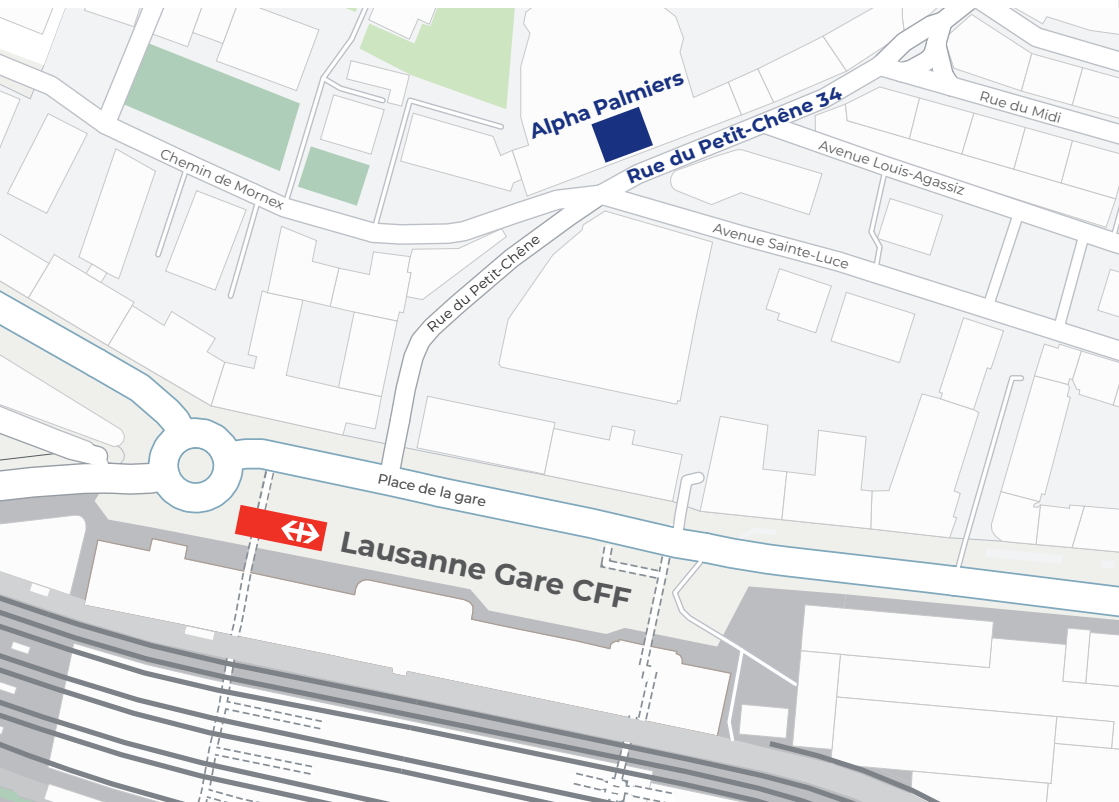 Alpha Palmiers
Rue du Petit-Chêne 34
Rue du Midi
Chemin de Mornex
Avenue Louis-Agassiz
Avenue Sainte-Luce
Rue du Petit-Chêne
Place de la gare
Lausanne Gare CFF